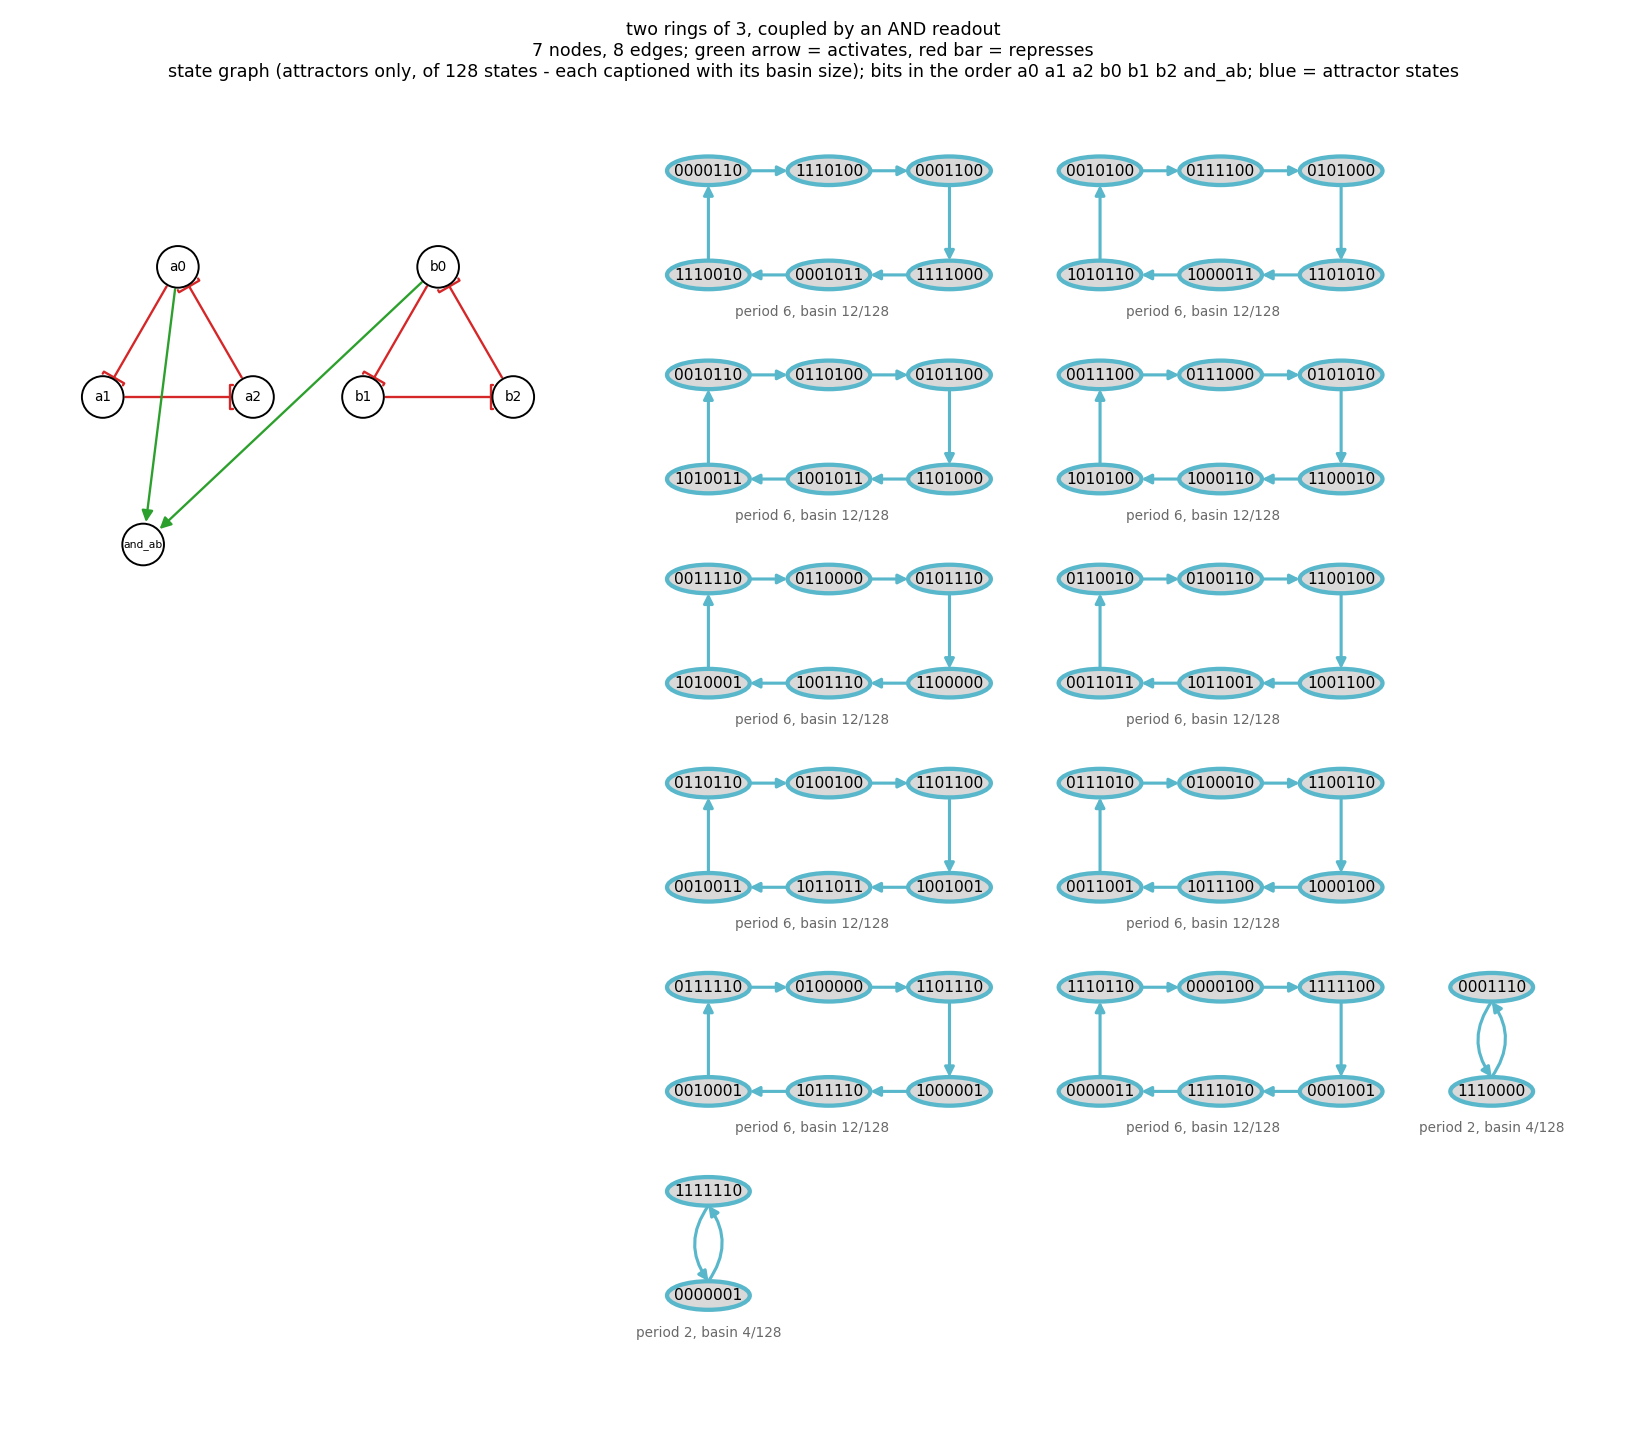 two rings of 3, coupled by an AND readout
7 nodes, 8 edges; green arrow = activates, red bar = represses
state graph (attractors only, of 128 states - each captioned with its basin size); bits in the order a0 a1 a2 b0 b1 b2 and_ab; blue = attractor states
a0 b0
a1 a2 b1 b2
and_ab
0000110 1110100 0001100 0010100 0111100 0101000
1110010 0001011 1111000 1010110 1000011 1101010
period 6, basin 12/128 period 6, basin 12/128
0010110 0110100 0101100 0011100 0111000 0101010
1010011 1001011 1101000 1010100 1000110 1100010
period 6, basin 12/128 period 6, basin 12/128
0011110 0110000 0101110 0110010 0100110 1100100
1010001 1001110 1100000 0011011 1011001 1001100
period 6, basin 12/128 period 6, basin 12/128
0110110 0100100 1101100 0111010 0100010 1100110
0010011 1011011 1001001 0011001 1011100 1000100
period 6, basin 12/128 period 6, basin 12/128
0111110 0100000 1101110 1110110 0000100 1111100 0001110
0010001 1011110 1000001 0000011 1111010 0001001 1110000
period 6, basin 12/128 period 6, basin 12/128 period 2, basin 4/128
1111110
0000001
period 2, basin 4/128